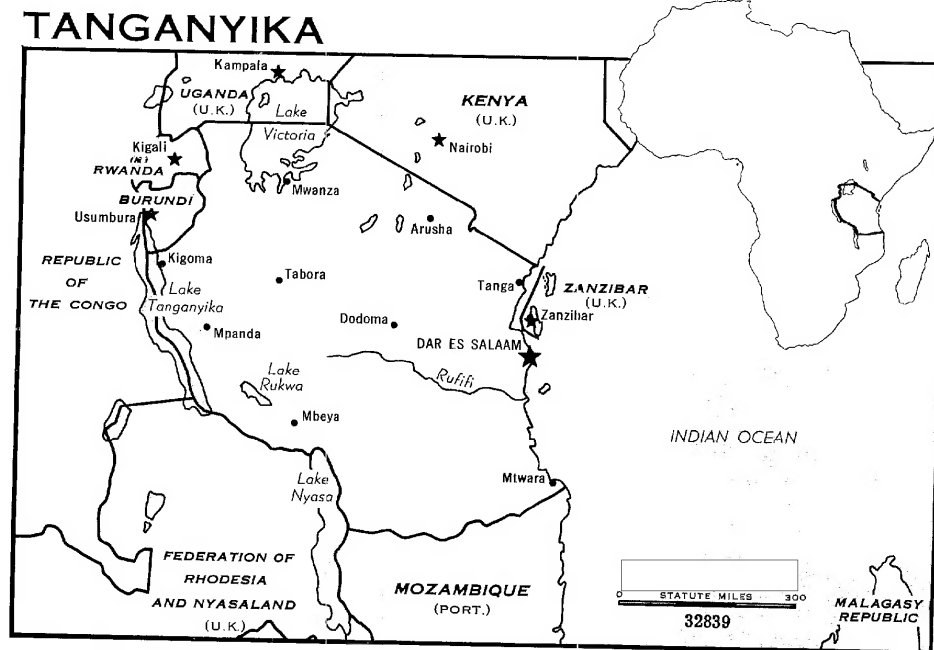 TANGANYIKA
Kampafa
UGANDA
(U.K.)
Lake
Victoria
KENYA
(U.K.)
Nairobi
Kigali
RWANDA
Mwanza
BURUNDI
Usumbura
Arusha
Kigoma
REPUBLIC
OF
THE CONGO
Lake
Tanganyika
Tabora
Tanga
ZANZIBAR
(U.K.)
Zanzibar
Mpanda
Dodoma
DAR ES SALAAM
Lake
Rukwa
Rufifi
Mbeya
INDIAN OCEAN
Lake
Nyasa
Mtwara
FEDERATION OF
RHODESIA
AND NYASALAND
(U.K.)
MOZAMBIQUE
(PORT.)
0 STATUTE MILES 300
32839
MALAGASY
REPUBLIC